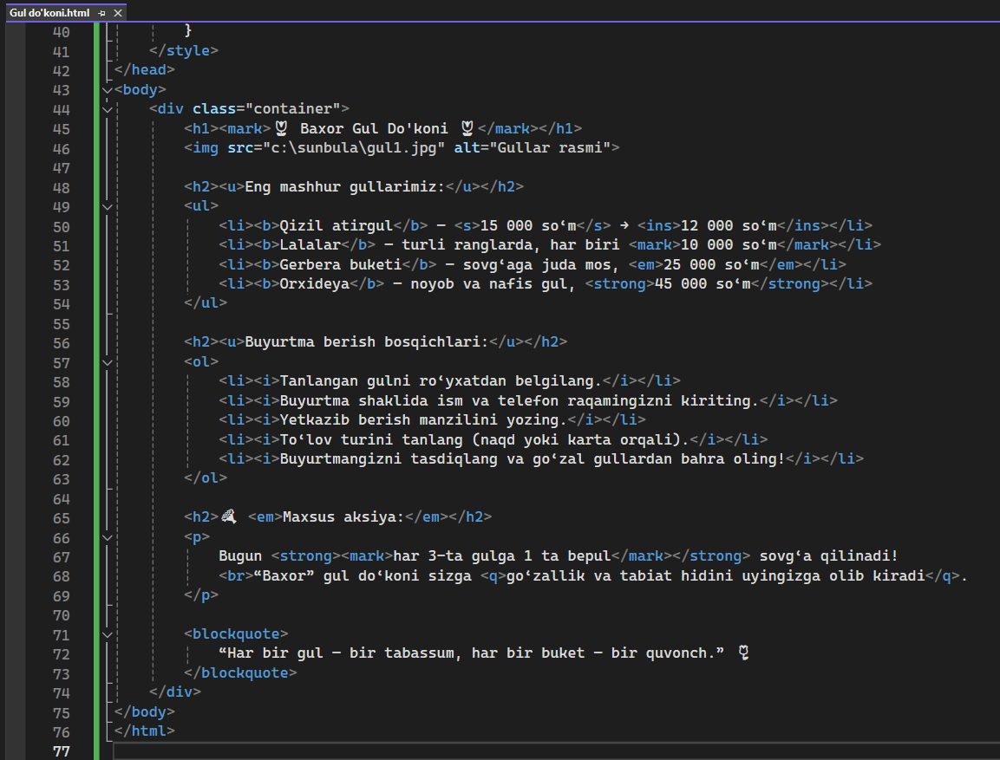 Gul do'koni.html
40 }
41 </style>
42 </head>
43 <body>
44 <div class="container">
45 <h1><mark>🌷 Baxor Gul Do'koni 🌷</mark></h1>
46 <img src="c:\sunbula\gul1.jpg" alt="Gullar rasmi">
47
48 <h2><u>Eng mashhur gullarimiz:</u></h2>
49 <ul>
50 <li><b>Qizil atirgul</b> – <s>15 000 so‘m</s> → <ins>12 000 so‘m</ins></li>
51 <li><b>Lalalar</b> – turli ranglarda, har biri <mark>10 000 so‘m</mark></li>
52 <li><b>Gerbera buketi</b> – sovg‘aga juda mos, <em>25 000 so‘m</em></li>
53 <li><b>Orxideya</b> – noyob va nafis gul, <strong>45 000 so‘m</strong></li>
54 </ul>
55
56 <h2><u>Buyurtma berish bosqichlari:</u></h2>
57 <ol>
58 <li><i>Tanlangan gulni ro‘yxatdan belgilang.</i></li>
59 <li><i>Buyurtma shaklida ism va telefon raqamingizni kiriting.</i></li>
60 <li><i>Yetkazib berish manzilini yozing.</i></li>
61 <li><i>To‘lov turini tanlang (naqd yoki karta orqali).</i></li>
62 <li><i>Buyurtmangizni tasdiqlang va go‘zal gullardan bahra oling!</i></li>
63 </ol>
64
65 <h2>💐 <em>Maxsus aksiya:</em></h2>
66 <p>
67 Bugun <strong><mark>har 3-ta gulga 1 ta bepul</mark></strong> sovg‘a qilinadi!
68 <br>“Baxor” gul do‘koni sizga <q>go‘zallik va tabiat hidini uyingizga olib kiradi</q>.
69 </p>
70
71 <blockquote>
72 “Har bir gul – bir tabassum, har bir buket – bir quvonch.” 🌷
73 </blockquote>
74 </div>
75 </body>
76 </html>
77